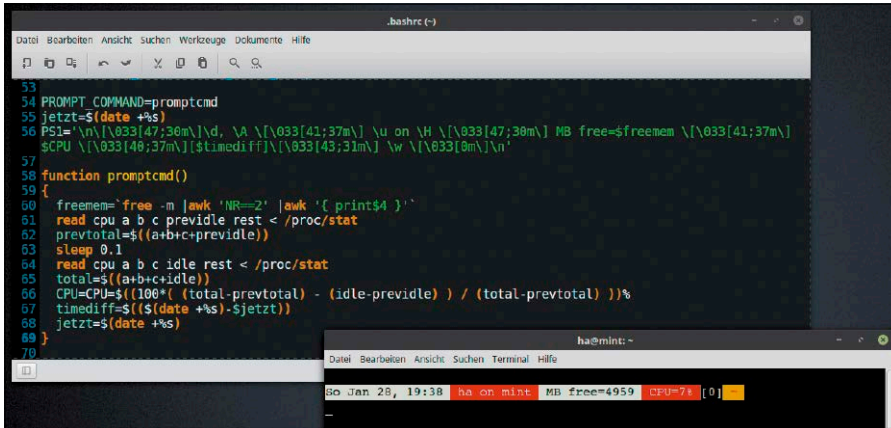 .bashrc (~)
Datei Bearbeiten Ansicht Suchen Werkzeuge Dokumente Hilfe
53
54 PROMPT_COMMAND=promptcmd
55 jetzt=$(date +%s)
56 PS1='\n\[\033[47;30m\]\d, \A \[\033[41;37m\] \u on \H \[\033[47;30m\] MB free=$freemem \[\033[41;37m\]
$CPU \[\033[40;37m\][$timediff]\[\033[43;31m\] \w \[\033[0m\]\n'
57
58 function promptcmd()
59 {
60 freemem=`free -m |awk 'NR==2' |awk '{ print$4 }'`
61 read cpu a b c previdle rest < /proc/stat
62 prevtotal=$((a+b+c+previdle))
63 sleep 0.1
64 read cpu a b c idle rest < /proc/stat
65 total=$((a+b+c+idle))
66 CPU=CPU=$((100*( (total-prevtotal) - (idle-previdle) ) / (total-prevtotal) ))%
67 timediff=$(($(date +%s)-$jetzt))
68 jetzt=$(date +%s)
69 }
70
ha@mint: ~
Datei Bearbeiten Ansicht Suchen Terminal Hilfe
So Jan 28, 19:38 ha on mint MB free=4959 CPU=7% [0] ~